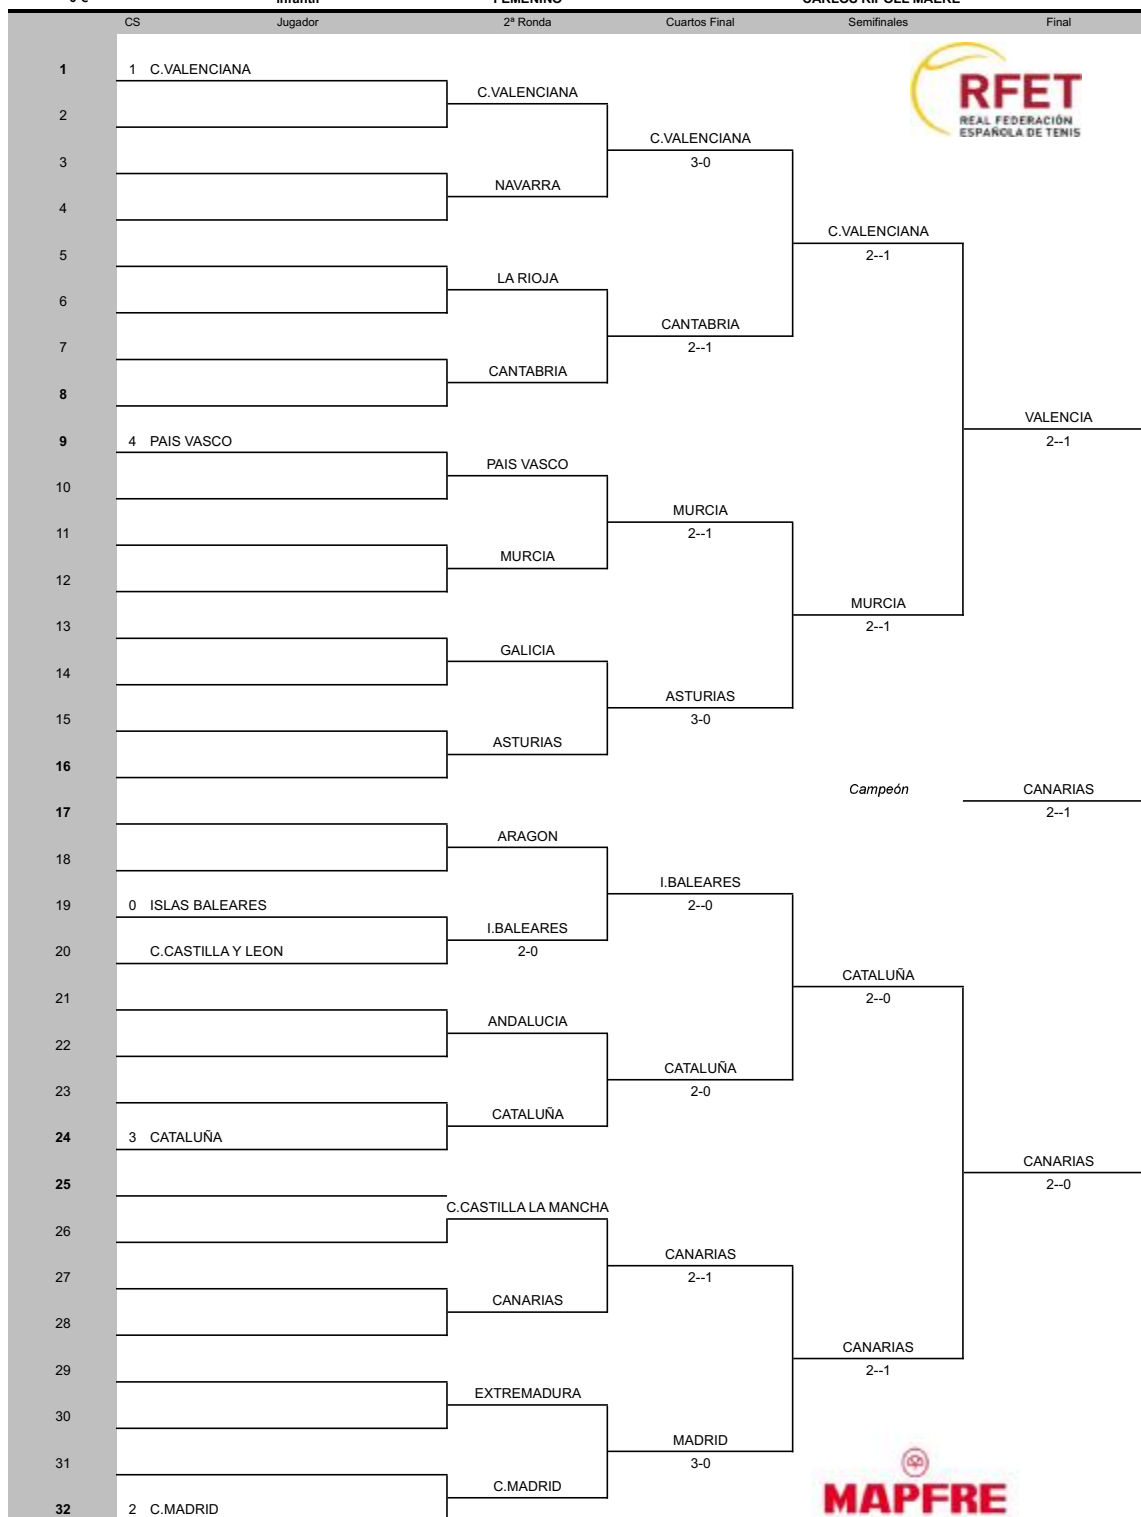 Infantil FEMENINO CARLOS RIPOLL MAERE
CS Jugador 2ª Ronda Cuartos Final Semifinales Final
1 1 C.VALENCIANA
RFET
REAL FEDERACIÓN
ESPAÑOLA DE TENIS
C.VALENCIANA
2
C.VALENCIANA
3 3-0
NAVARRA
4
C.VALENCIANA
5 2--1
LA RIOJA
6
CANTABRIA
7 2--1
CANTABRIA
8
VALENCIA
9 4 PAIS VASCO 2--1
PAIS VASCO
10
MURCIA
11 2--1
MURCIA
12
MURCIA
13 2--1
GALICIA
14
ASTURIAS
15 3-0
ASTURIAS
16
Campeón CANARIAS
17 2--1
ARAGON
18
I.BALEARES
19 0 ISLAS BALEARES 2--0
I.BALEARES
20 C.CASTILLA Y LEON 2-0
CATALUÑA
21 2--0
ANDALUCIA
22
CATALUÑA
23 2-0
CATALUÑA
24 3 CATALUÑA
CANARIAS
25 2--0
C.CASTILLA LA MANCHA
26
CANARIAS
27 2--1
CANARIAS
28
CANARIAS
29 2--1
EXTREMADURA
30
MADRID
31 3-0
C.MADRID
MAPFRE
32 2 C.MADRID